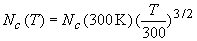 N_c (T) = N_c (300 K) (T/300)^{3/2}